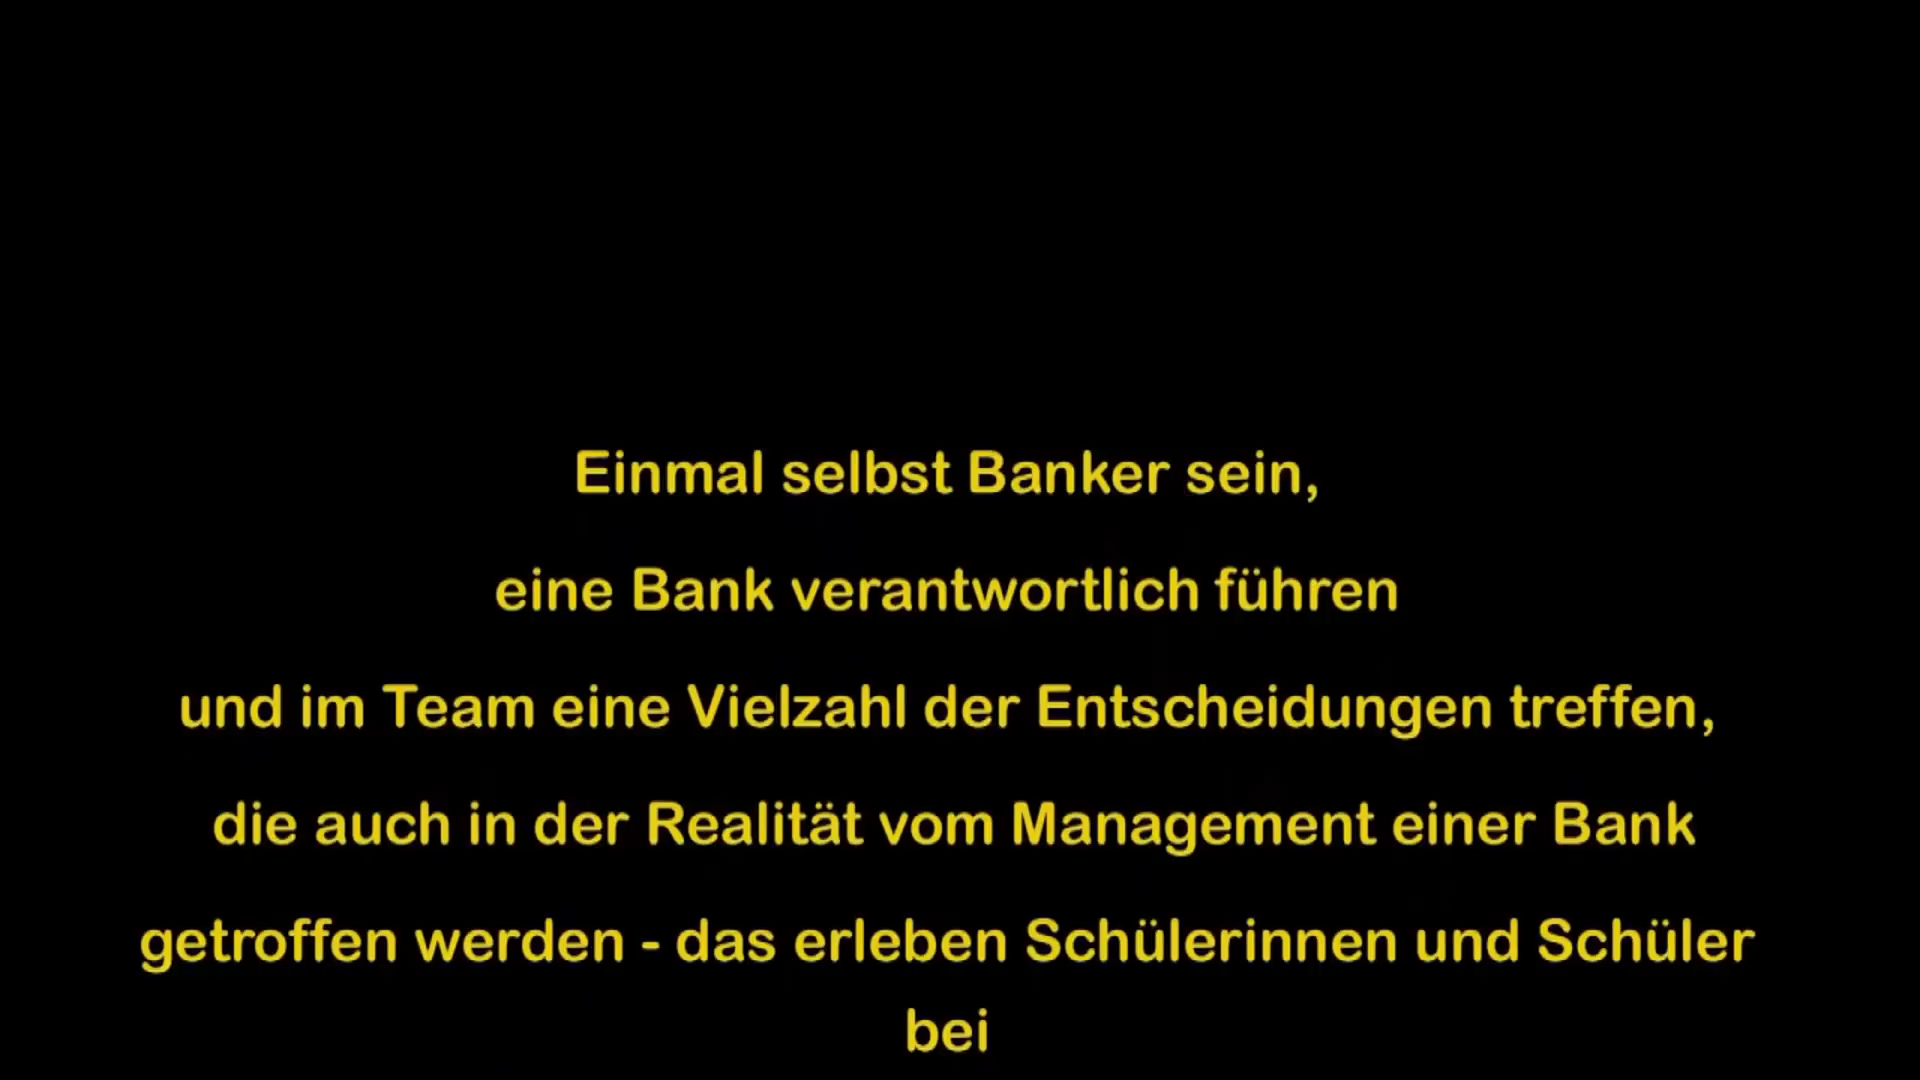 Einmal selbst Banker sein,
eine Bank verantwortlich führen
und im Team eine Vielzahl der Entscheidungen treffen,
die auch in der Realität vom Management einer Bank
getroffen werden - das erleben Schülerinnen und Schüler
bei